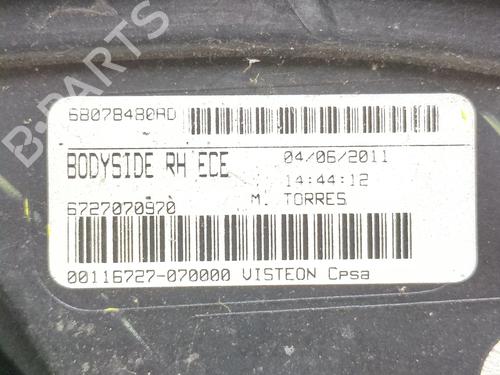 B-PARTS
68078480AD
BODYSIDE RH ECE
04/06/2011
14:44:12
6727070970
M. TORRES
00116727-070000 VISTEON Cpsa